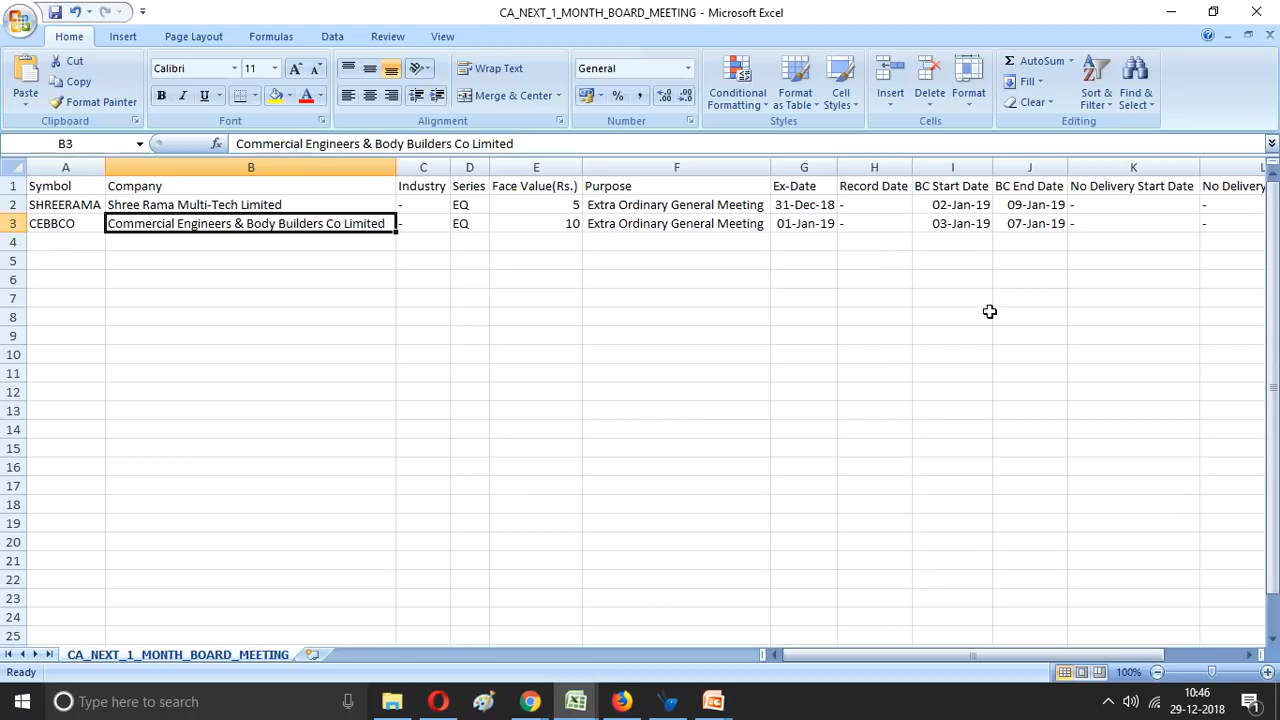 CA_NEXT_1_MONTH_BOARD_MEETING - Microsoft Excel
Home Insert Page Layout Formulas Data Review View
Paste Cut Copy Format Painter Clipboard
Calibri 11 A A B I U A Font
Wrap Text Merge & Center Alignment
General % , Number
Conditional Formatting Format as Table Cell Styles Styles
Insert Delete Format Cells
Σ AutoSum Fill Clear Sort & Filter Find & Select Editing
B3 fx Commercial Engineers & Body Builders Co Limited
A B C D E F G H I J K L
1 Symbol Company Industry Series Face Value(Rs.) Purpose Ex-Date Record Date BC Start Date BC End Date No Delivery Start Date No Delivery
2 SHREERAMA Shree Rama Multi-Tech Limited - EQ 5 Extra Ordinary General Meeting 31-Dec-18 - 02-Jan-19 09-Jan-19 - -
3 CEBBCO Commercial Engineers & Body Builders Co Limited - EQ 10 Extra Ordinary General Meeting 01-Jan-19 - 03-Jan-19 07-Jan-19 - -
4
5
6
7
8
9
10
11
12
13
14
15
16
17
18
19
20
21
22
23
24
25
CA_NEXT_1_MONTH_BOARD_MEETING
Ready 100%
Type here to search 10:46
29-12-2018